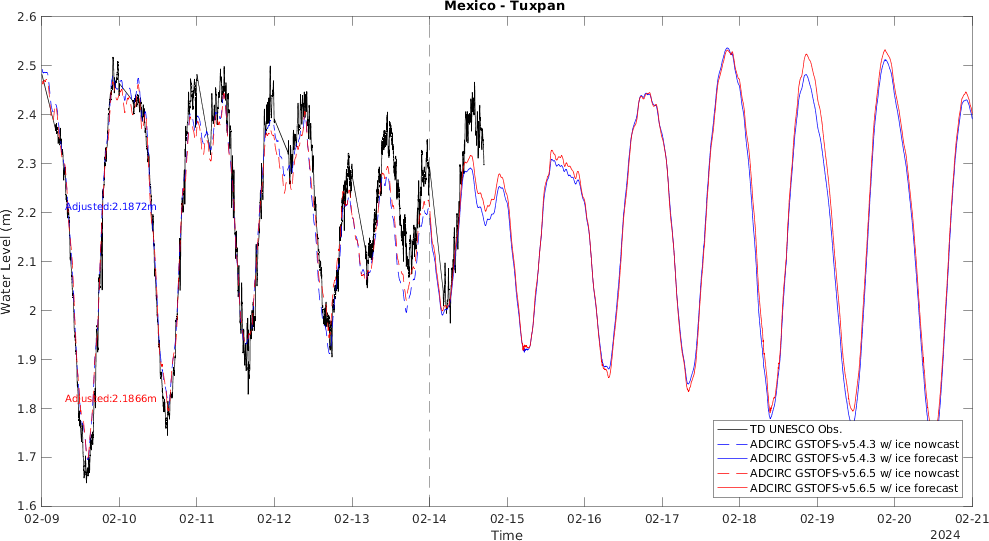 Mexico - Tuxpan
2.6
2.5
2.4
2.3
2.2
2.1
2
1.9
1.8
1.7
1.6
Water Level (m)
Adjusted:2.1872m
Adjusted:2.1866m
TD UNESCO Obs.
ADCIRC GSTOFS-v5.4.3 w/ ice nowcast
ADCIRC GSTOFS-v5.4.3 w/ ice forecast
ADCIRC GSTOFS-v5.6.5 w/ ice nowcast
ADCIRC GSTOFS-v5.6.5 w/ ice forecast
02-09 02-10 02-11 02-12 02-13 02-14 02-15 02-16 02-17 02-18 02-19 02-20 02-21
Time
2024